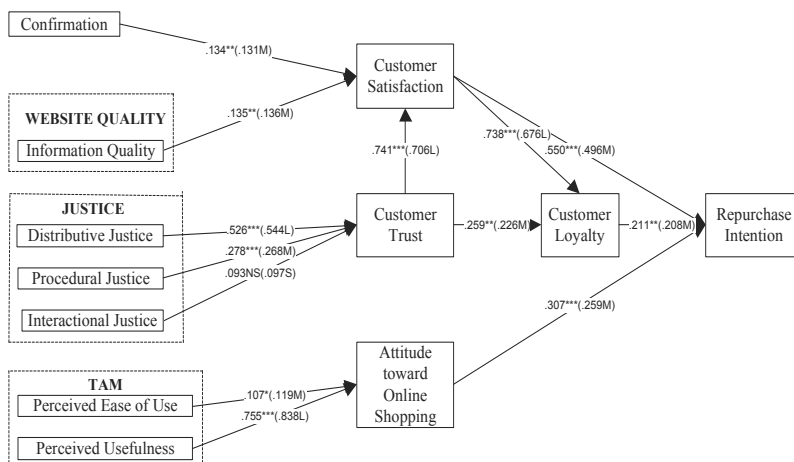 Confirmation
.134**(.131M)
Customer
Satisfaction
WEBSITE QUALITY
.135**(.136M)
Information Quality
.741***(.706L)
.738***(.676L)
.550***(.496M)
JUSTICE
Distributive Justice
.526***(.544L)
Customer
Trust
.259**(.226M)
Customer
Loyalty
.211**(.208M)
Repurchase
Intention
.278***(.268M)
Procedural Justice
.093NS(.097S)
Interactional Justice
.307***(.259M)
Attitude
toward
Online
Shopping
TAM
.107*(.119M)
Perceived Ease of Use
.755***(.838L)
Perceived Usefulness